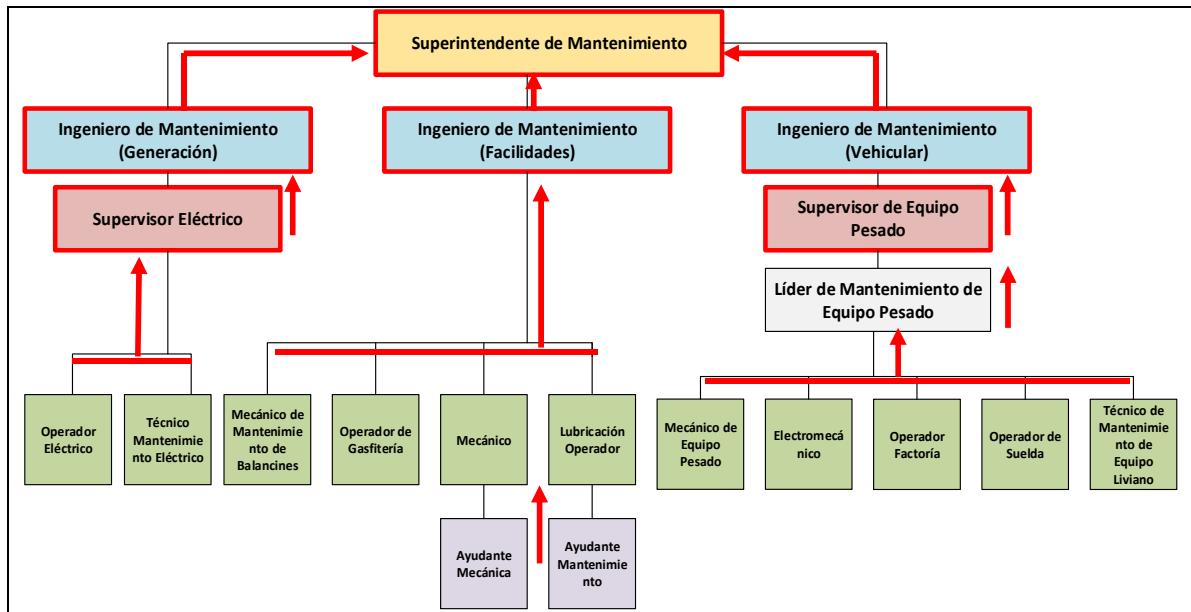 Superintendente de Mantenimiento
Ingeniero de Mantenimiento
(Generación)
Ingeniero de Mantenimiento
(Facilidades)
Ingeniero de Mantenimiento
(Vehicular)
Supervisor Eléctrico
Supervisor de Equipo
Pesado
Líder de Mantenimiento de
Equipo Pesado
Operador
Eléctrico
Técnico
Mantenimie
nto Eléctrico
Mecánico de
Mantenimie
nto de
Balancines
Operador de
Gasfitería
Mecánico
Lubricación
Operador
Mecánico de
Equipo
Pesado
Electromecá
nico
Operador
Factoría
Operador de
Suelda
Técnico de
Mantenimie
nto de
Equipo
Liviano
Ayudante
Mecánica
Ayudante
Mantenimie
nto